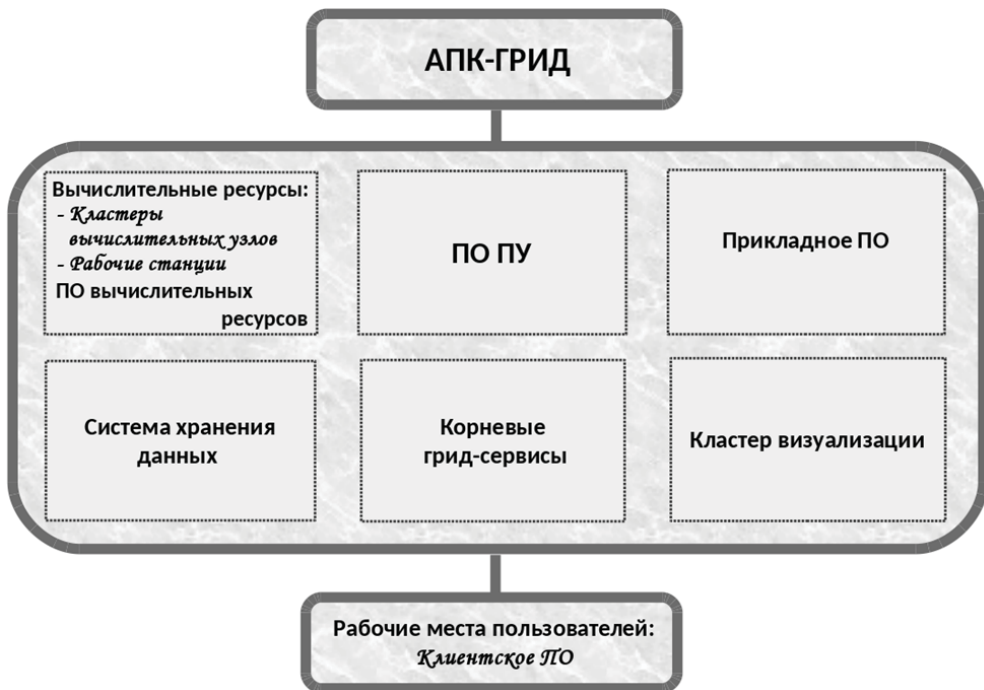 АПК-ГРИД
Вычислительные ресурсы:
- Кластеры
вычислительных узлов
- Рабочие станции
ПО вычислительных
ресурсов
ПО ПУ
Прикладное ПО
Система хранения
данных
Корневые
грид-сервисы
Кластер визуализации
Рабочие места пользователей:
Клиентское ПО